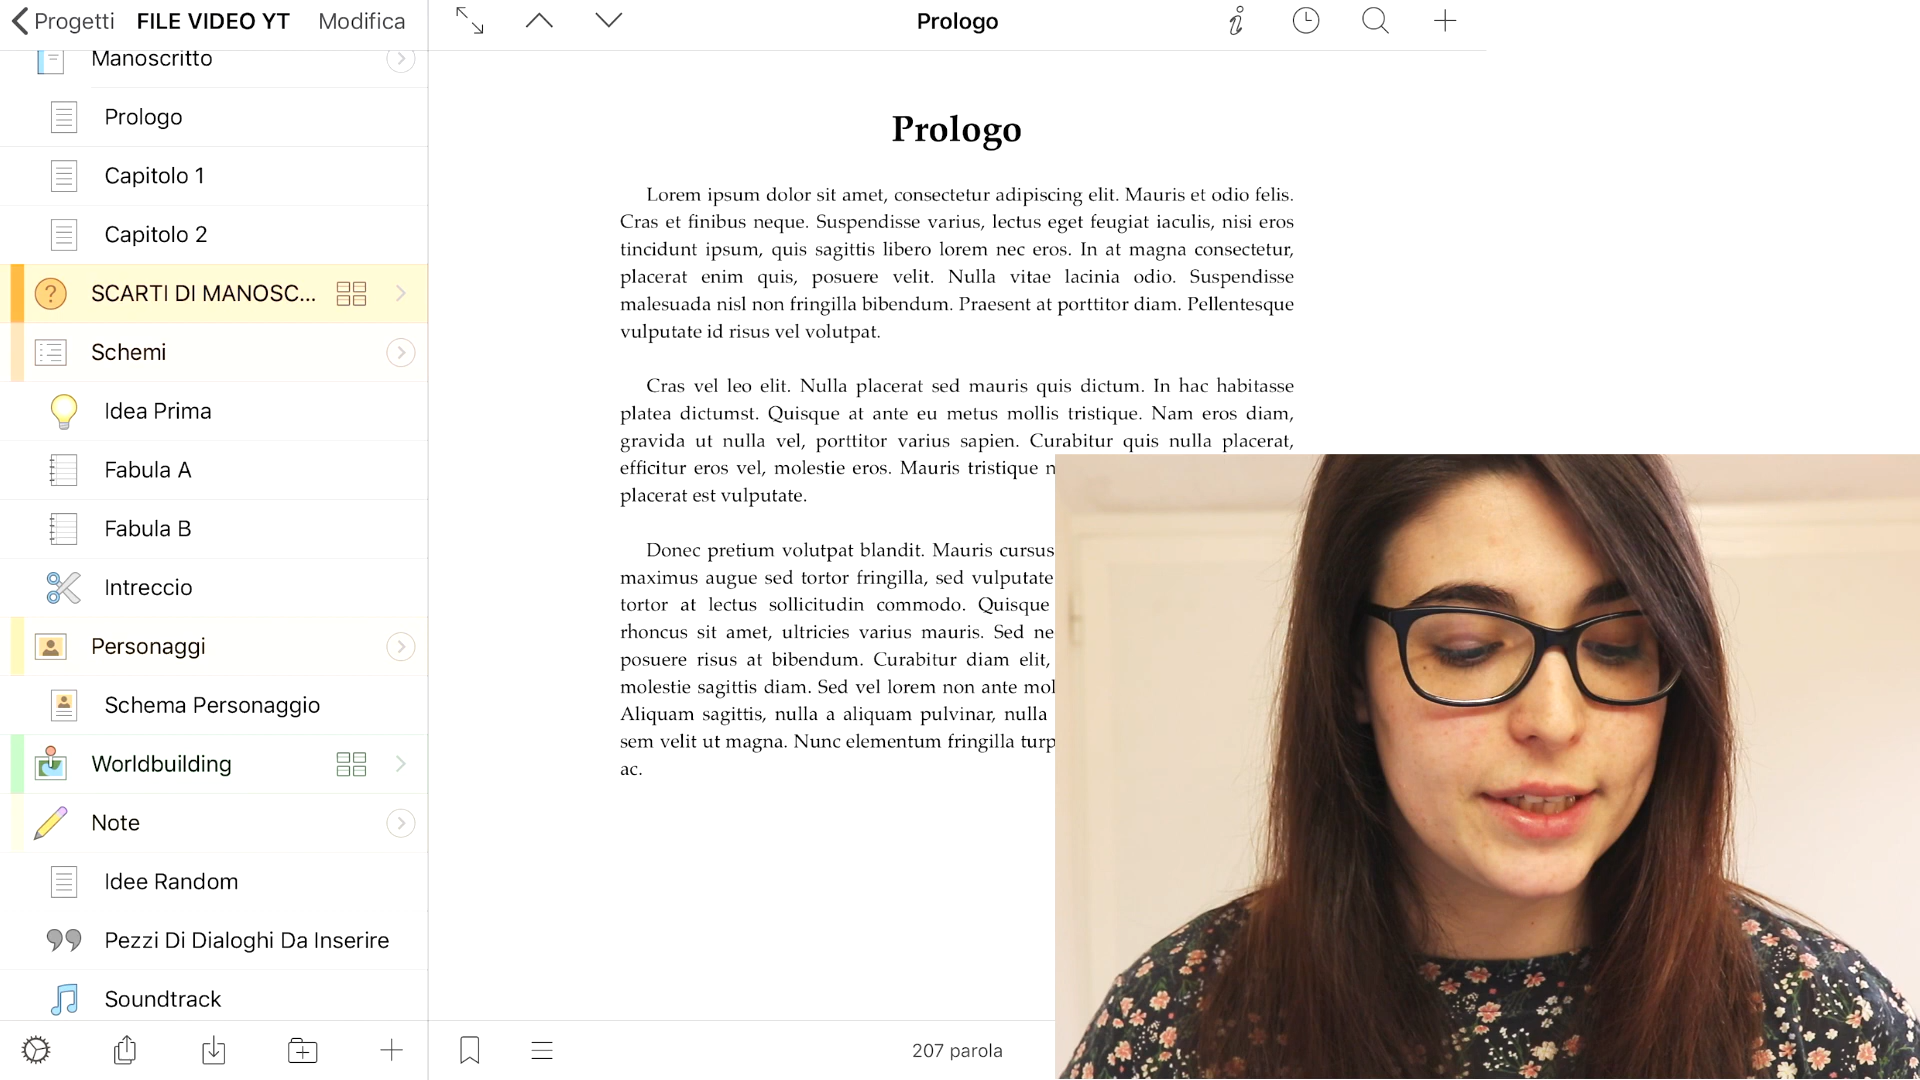 Progetti FILE VIDEO YT Modifica
Prologo
Manoscritto
Prologo
Capitolo 1
Capitolo 2
SCARTI DI MANOSC...
Schemi
Idea Prima
Fabula A
Fabula B
Intreccio
Personaggi
Schema Personaggio
Worldbuilding
Note
Idee Random
Pezzi Di Dialoghi Da Inserire
Soundtrack
Prologo
Lorem ipsum dolor sit amet, consectetur adipiscing elit. Mauris et odio felis.
Cras et finibus neque. Suspendisse varius, lectus eget feugiat iaculis, nisi eros
tincidunt ipsum, quis sagittis libero lorem nec eros. In at magna consectetur,
placerat enim quis, posuere velit. Nulla vitae lacinia odio. Suspendisse
malesuada nisl non fringilla bibendum. Praesent at porttitor diam. Pellentesque
vulputate id risus vel volutpat.
Cras vel leo elit. Nulla placerat sed mauris quis dictum. In hac habitasse
platea dictumst. Quisque at ante eu metus mollis tristique. Nam eros diam,
gravida ut nulla vel, porttitor varius sapien. Curabitur quis nulla placerat,
efficitur eros vel, molestie eros. Mauris tristique
placerat est vulputate.
Donec pretium volutpat blandit. Mauris cursus
maximus augue sed tortor fringilla, sed vulputate
tortor at lectus sollicitudin commodo. Quisque
rhoncus sit amet, ultricies varius mauris. Sed
posuere risus at bibendum. Curabitur diam elit,
molestie sagittis diam. Sed vel lorem non ante
Aliquam sagittis, nulla a aliquam pulvinar, nulla
sem velit ut magna. Nunc elementum fringilla
ac.
207 parola